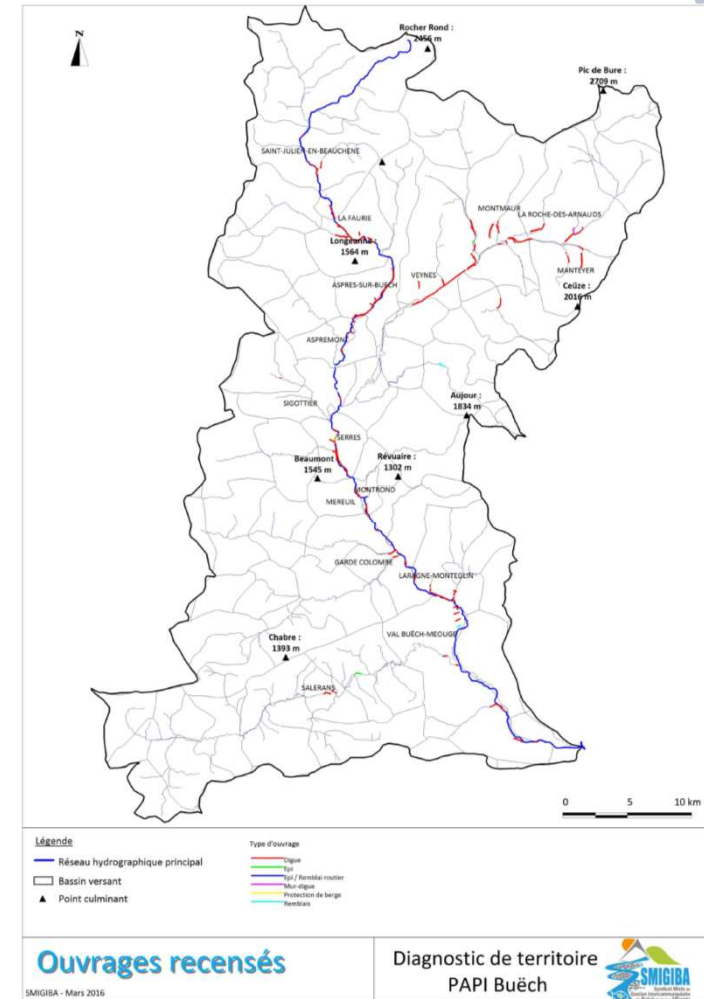 N
Rocher Rond :
2456 m
Pic de Bure :
2709 m
SAINT-JULIEN-EN-BEAUCHENE
MONTMAUR
LA ROCHE-DES-ARNAUDS
LA FAURIE
Longeagne :
1564 m
VEYNES
MANTEYER
ASPRES-SUR-BUECH
Ceüze :
2016 m
ASPREMONT
Aujour :
1834 m
SIGOTTIER
SERRES
Beaumont
1545 m
Revuaire :
1302 m
MONTROND
MEREUIL
GARDE COLOMBE
LARAGNE-MONTEGLIN
VAL BUËCH-MEOUGE
Chabre :
1393 m
SALERANS
0 5 10 km
Légende
Réseau hydrographique principal
Bassin versant
Point culminant
Type d'ouvrage
Digue
Epi
Epi / Remblai routier
Mur-digue
Protection de berge
Remblais
Ouvrages recensés
SMIGIBA - Mars 2016
Diagnostic de territoire
PAPI Buëch
SMIGIBA